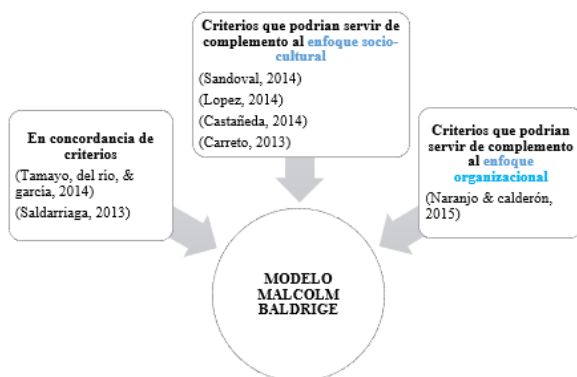 Criterios que podrian servir de
complemento al enfoque socio-
cultural
(Sandoval, 2014)
(Lopez, 2014)
(Castañeda, 2014)
(Carreto, 2013)
En concordancia de
criterios
(Tamayo, del rio, &
garcia, 2014)
(Saldarriaga, 2013)
Criterios que podrian
servir de complemento
al enfoque
organizacional
(Naranjo & calderón,
2015)
MODELO
MALCOLM
BALDRIGE